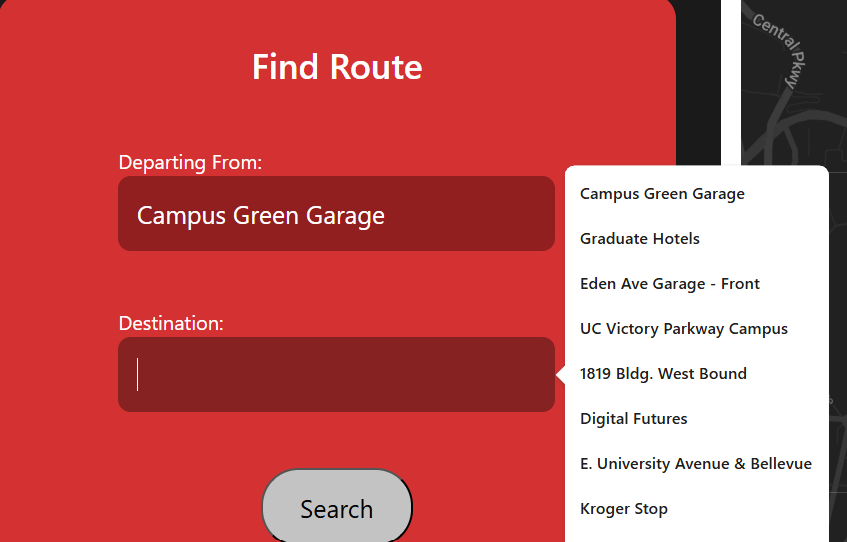 Find Route
Departing From:
Campus Green Garage
Destination:
Search
Campus Green Garage
Graduate Hotels
Eden Ave Garage - Front
UC Victory Parkway Campus
1819 Bldg. West Bound
Digital Futures
E. University Avenue & Bellevue
Kroger Stop
Central Pkwy